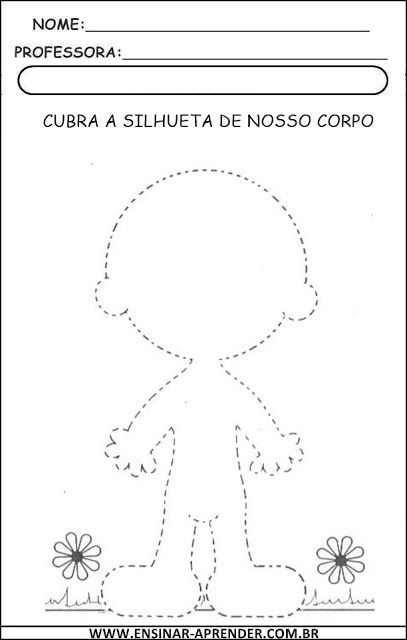 NOME:
PROFESSORA:
CUBRA A SILHUETA DE NOSSO CORPO
WWW.ENSINAR-APRENDER.COM.BR